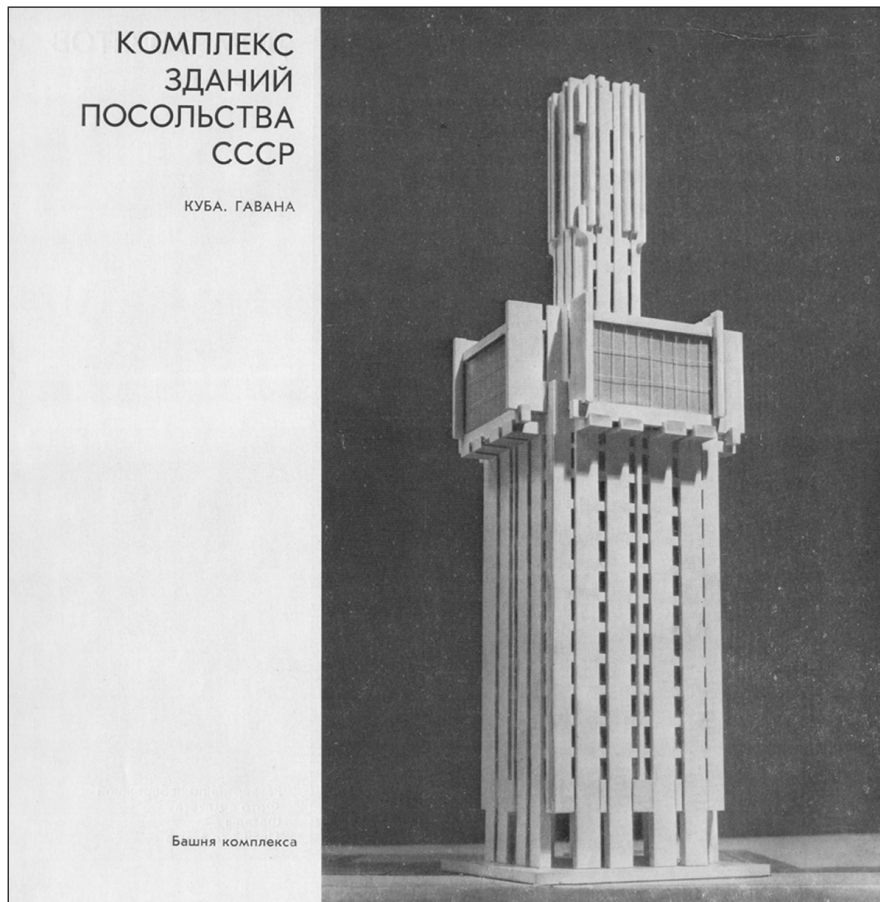 КОМПЛЕКС
ЗДАНИЙ
ПОСОЛЬСТВА
СССР
КУБА. ГАВАНА
Башня комплекса